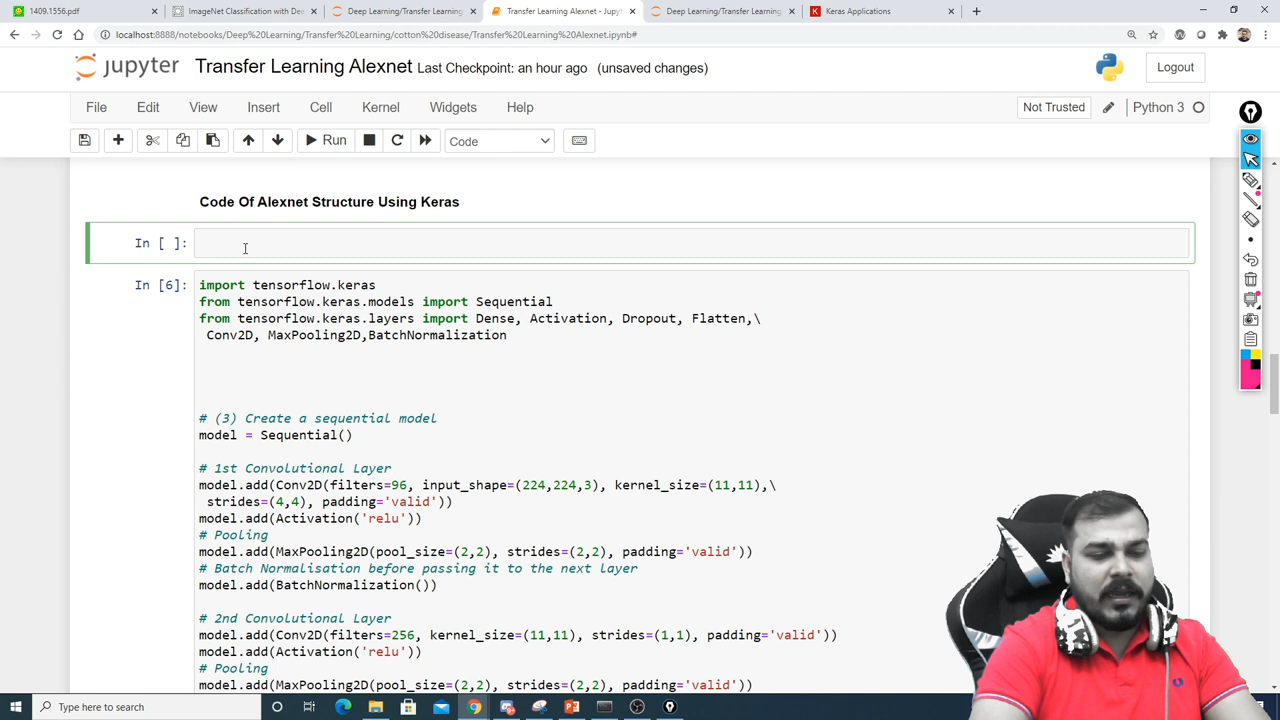 1409.1556.pdf
ImageNet Classification with Dee
Deep Learning/Transfer Learning
Transfer Learning Alexnet - Jupy
Deep Learning/Transfer Learning
Keras Applications
localhost:8888/notebooks/Deep%20Learning/Transfer%20Learning/cotton%20disease/Transfer%20Learning%20Alexnet.ipynb#
jupyter Transfer Learning Alexnet Last Checkpoint: an hour ago (unsaved changes)
Logout
File Edit View Insert Cell Kernel Widgets Help
Not Trusted Python 3
Run Code
Code Of Alexnet Structure Using Keras
In [ ]:
In [6]: import tensorflow.keras
from tensorflow.keras.models import Sequential
from tensorflow.keras.layers import Dense, Activation, Dropout, Flatten,\
Conv2D, MaxPooling2D,BatchNormalization
# (3) Create a sequential model
model = Sequential()
# 1st Convolutional Layer
model.add(Conv2D(filters=96, input_shape=(224,224,3), kernel_size=(11,11),\
strides=(4,4), padding='valid'))
model.add(Activation('relu'))
# Pooling
model.add(MaxPooling2D(pool_size=(2,2), strides=(2,2), padding='valid'))
# Batch Normalisation before passing it to the next layer
model.add(BatchNormalization())
# 2nd Convolutional Layer
model.add(Conv2D(filters=256, kernel_size=(11,11), strides=(1,1), padding='valid'))
model.add(Activation('relu'))
# Pooling
model.add(MaxPooling2D(pool_size=(2,2), strides=(2,2), padding='valid'))
Type here to search